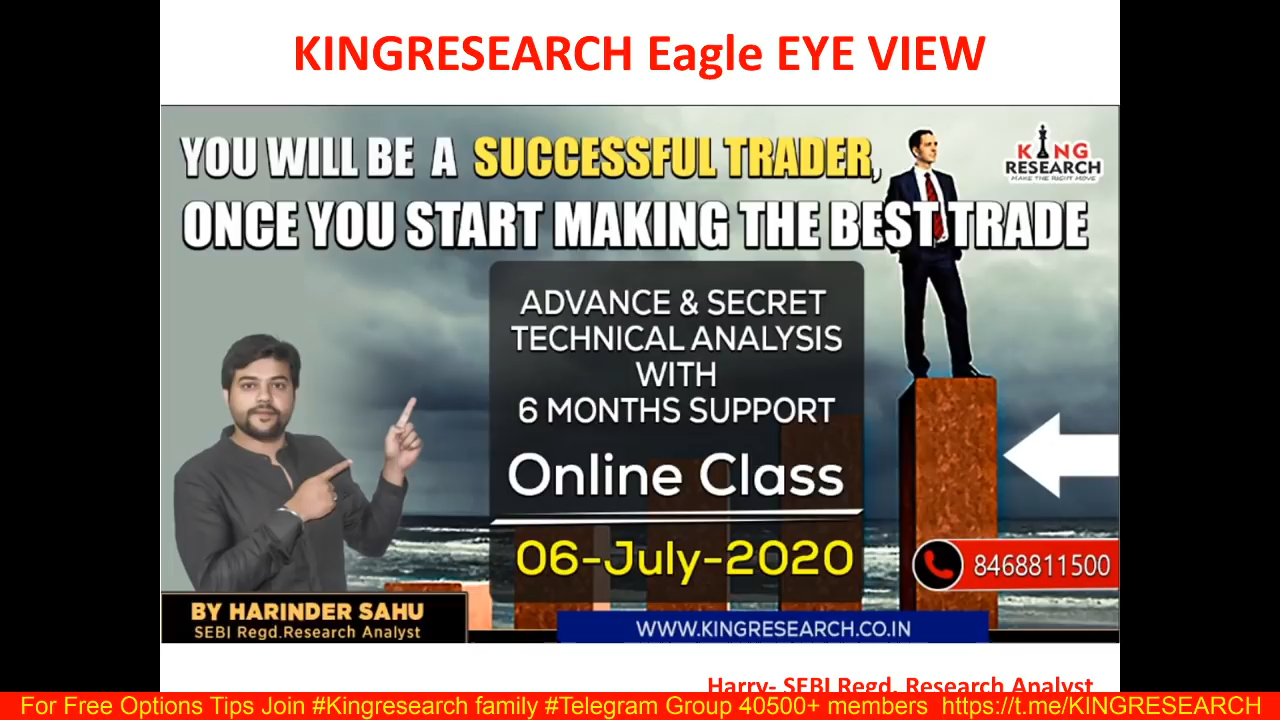 KINGRESEARCH Eagle EYE VIEW
YOU WILL BE A SUCCESSFUL TRADER,
ONCE YOU START MAKING THE BEST TRADE
KING
RESEARCH
MAKE THE RIGHT MOVE
ADVANCE & SECRET
TECHNICAL ANALYSIS
WITH
6 MONTHS SUPPORT
Online Class
06-July-2020
8468811500
BY HARINDER SAHU
SEBI Regd.Research Analyst
WWW.KINGRESEARCH.CO.IN
Harry- SEBI Regd. Research Analyst
For Free Options Tips Join #Kingresearch family #Telegram Group 40500+ members https://t.me/KINGRESEARCH